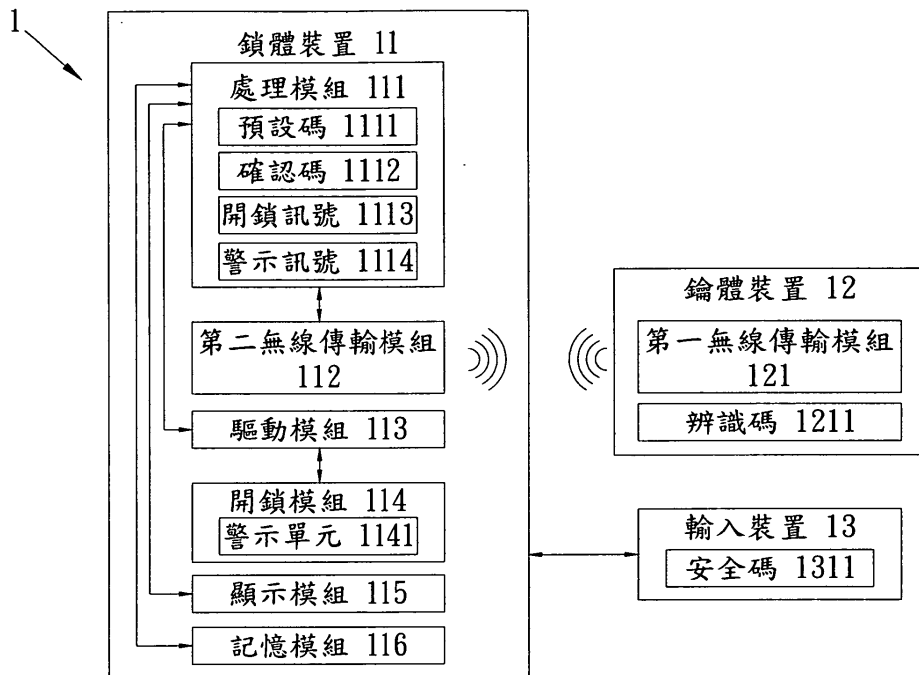 1
鎖體裝置 11
處理模組 111
預設碼 1111
確認碼 1112
開鎖訊號 1113
警示訊號 1114
第二無線傳輸模組
112
驅動模組 113
開鎖模組 114
警示單元 1141
顯示模組 115
記憶模組 116
鑰體裝置 12
第一無線傳輸模組
121
辨識碼 1211
輸入裝置 13
安全碼 1311